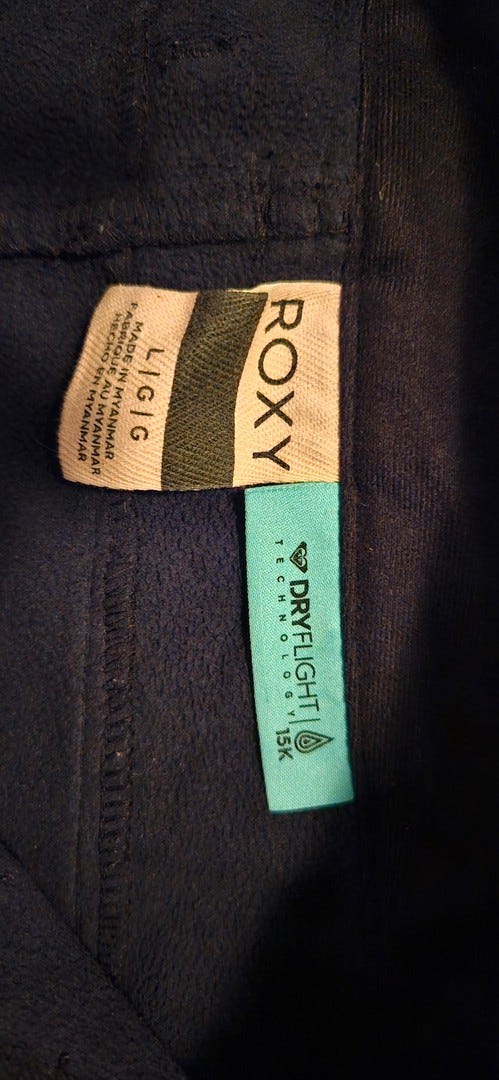 ROXY
L|G|G
MADE IN MYANMAR
FABRIQUÉ AU MYANMAR
HECHO EN MYANMAR
DRYFLIGHT | 15K
TECHNOLOGY